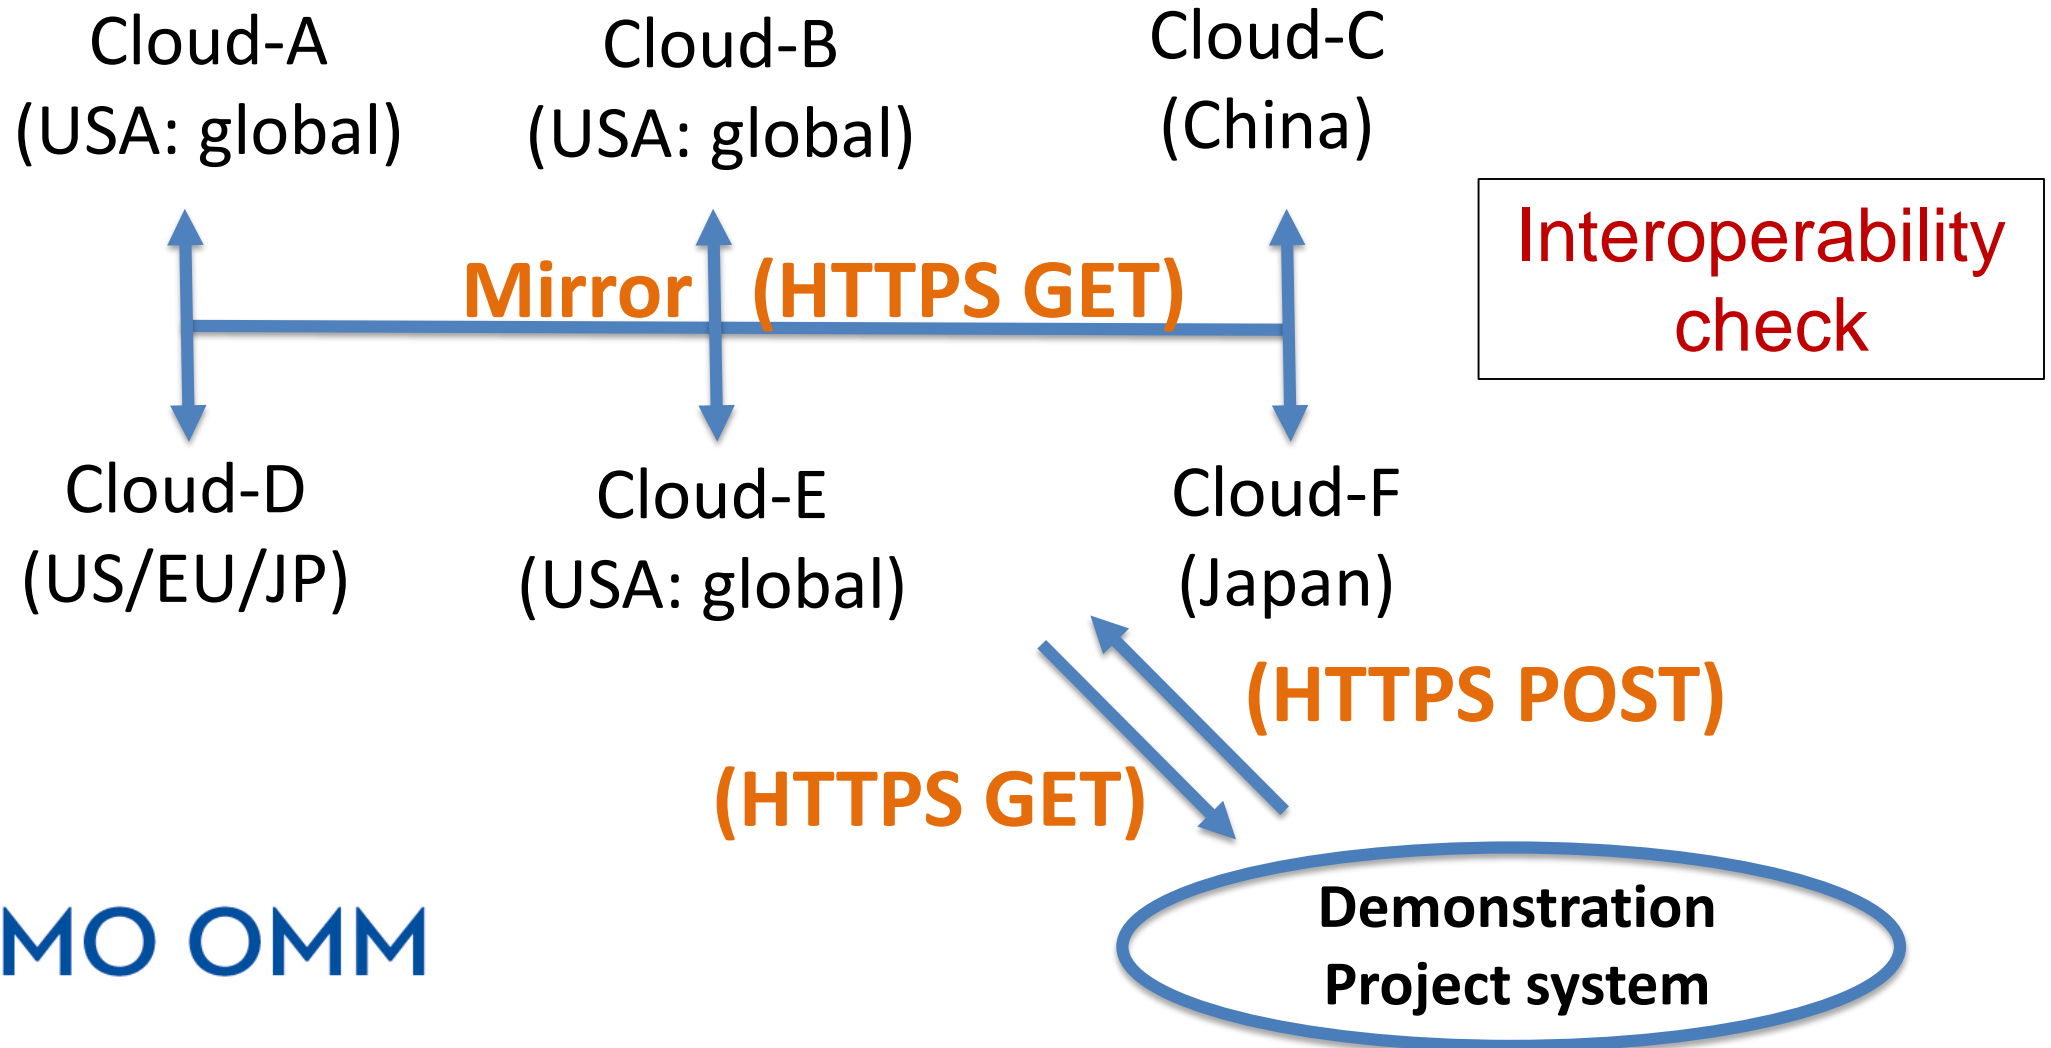 Cloud-A
(USA: global)
Cloud-B
(USA: global)
Cloud-C
(China)
Interoperability
check
Mirror (HTTPS GET)
Cloud-D
(US/EU/JP)
Cloud-E
(USA: global)
Cloud-F
(Japan)
(HTTPS POST)
(HTTPS GET)
Demonstration
Project system
MO OMM